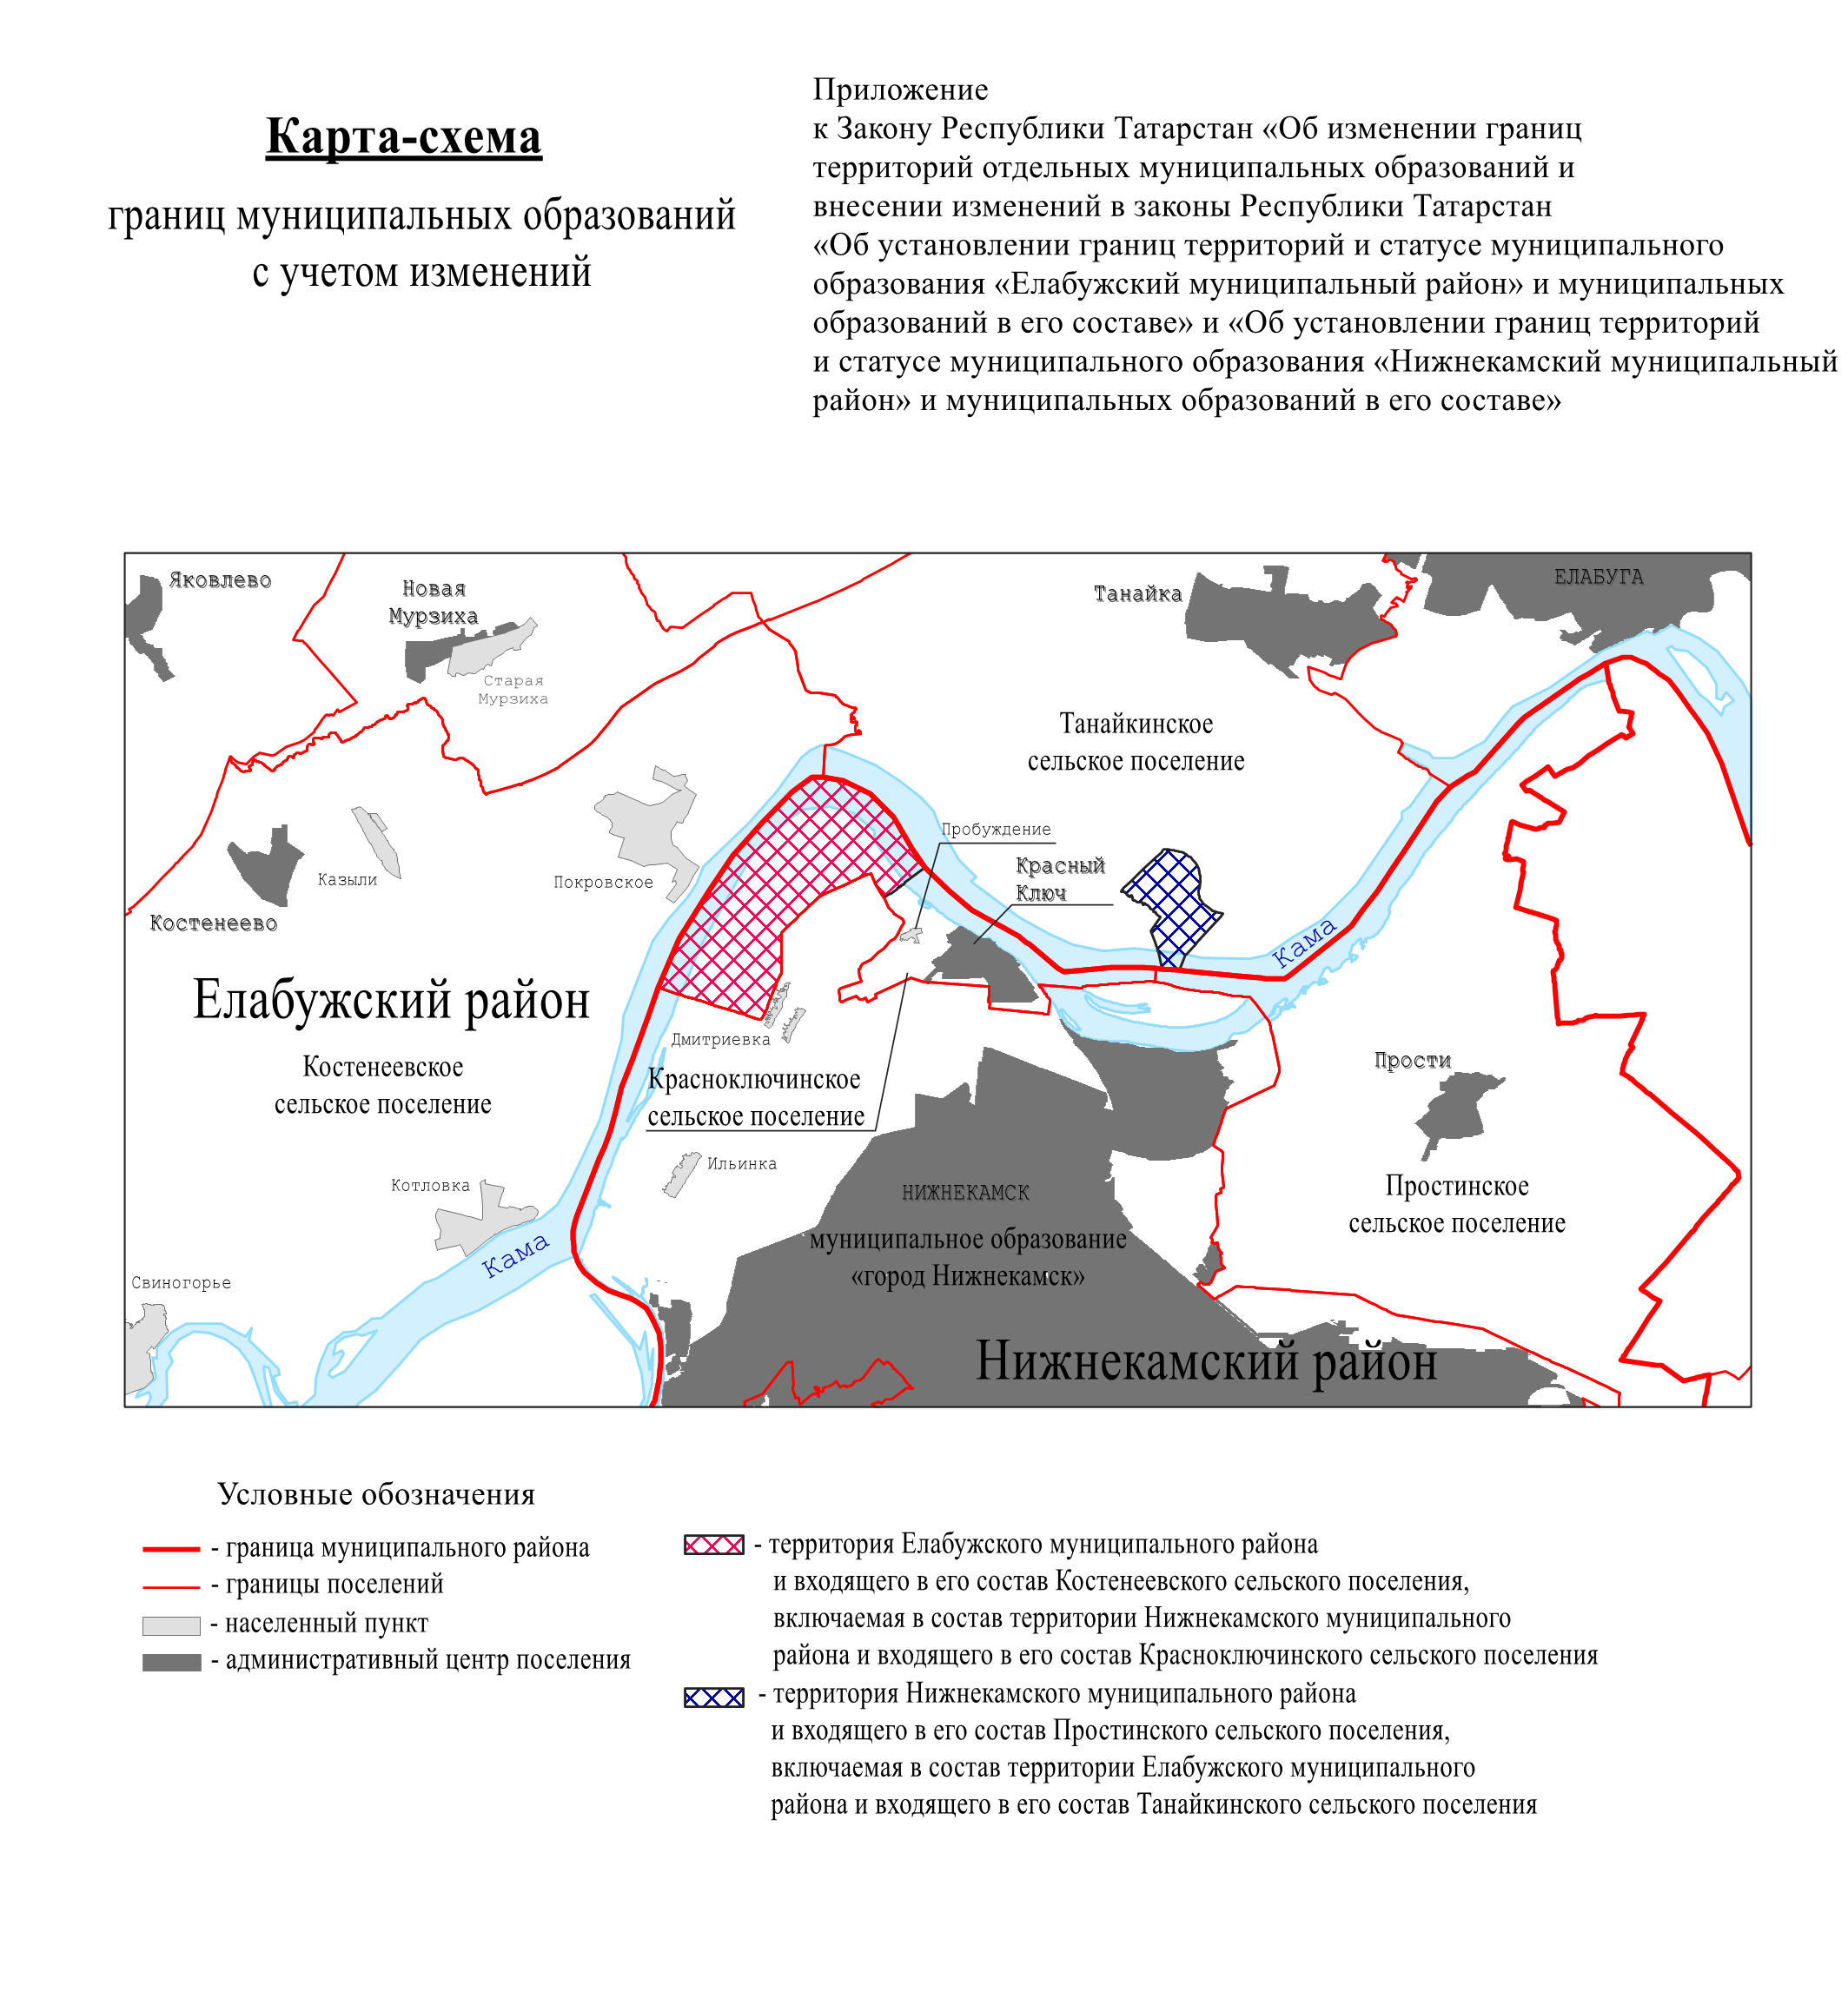 Карта-схема
границ муниципальных образований
с учетом изменений
Приложение
к Закону Республики Татарстан «Об изменении границ
территорий отдельных муниципальных образований и
внесении изменений в законы Республики Татарстан
«Об установлении границ территорий и статусе муниципального
образования «Елабужский муниципальный район» и муниципальных
образований в его составе» и «Об установлении границ территорий
и статусе муниципального образования «Нижнекамский муниципальный
район» и муниципальных образований в его составе»
Яковлево
Новая
Мурзиха
Старая
Мурзиха
Танайка
ЕЛАБУГА
Танайкинское
сельское поселение
Казыли
Костенеево
Покровское
Пробуждение
Красный
Ключ
Кама
Елабужский район
Костенеевское
сельское поселение
Дмитриевка
Красноключинское
сельское поселение
Прости
Ильинка
Котловка
НИЖНЕКАМСК
муниципальное образование
«город Нижнекамск»
Простинское
сельское поселение
Кама
Свиногорье
Нижнекамский район
Условные обозначения
- граница муниципального района
- границы поселений
- населенный пункт
- административный центр поселения
- территория Елабужского муниципального района
и входящего в его состав Костенеевского сельского поселения,
включаемая в состав территории Нижнекамского муниципального
района и входящего в его состав Красноключинского сельского поселения
- территория Нижнекамского муниципального района
и входящего в его состав Простинского сельского поселения,
включаемая в состав территории Елабужского муниципального
района и входящего в его состав Танайкинского сельского поселения